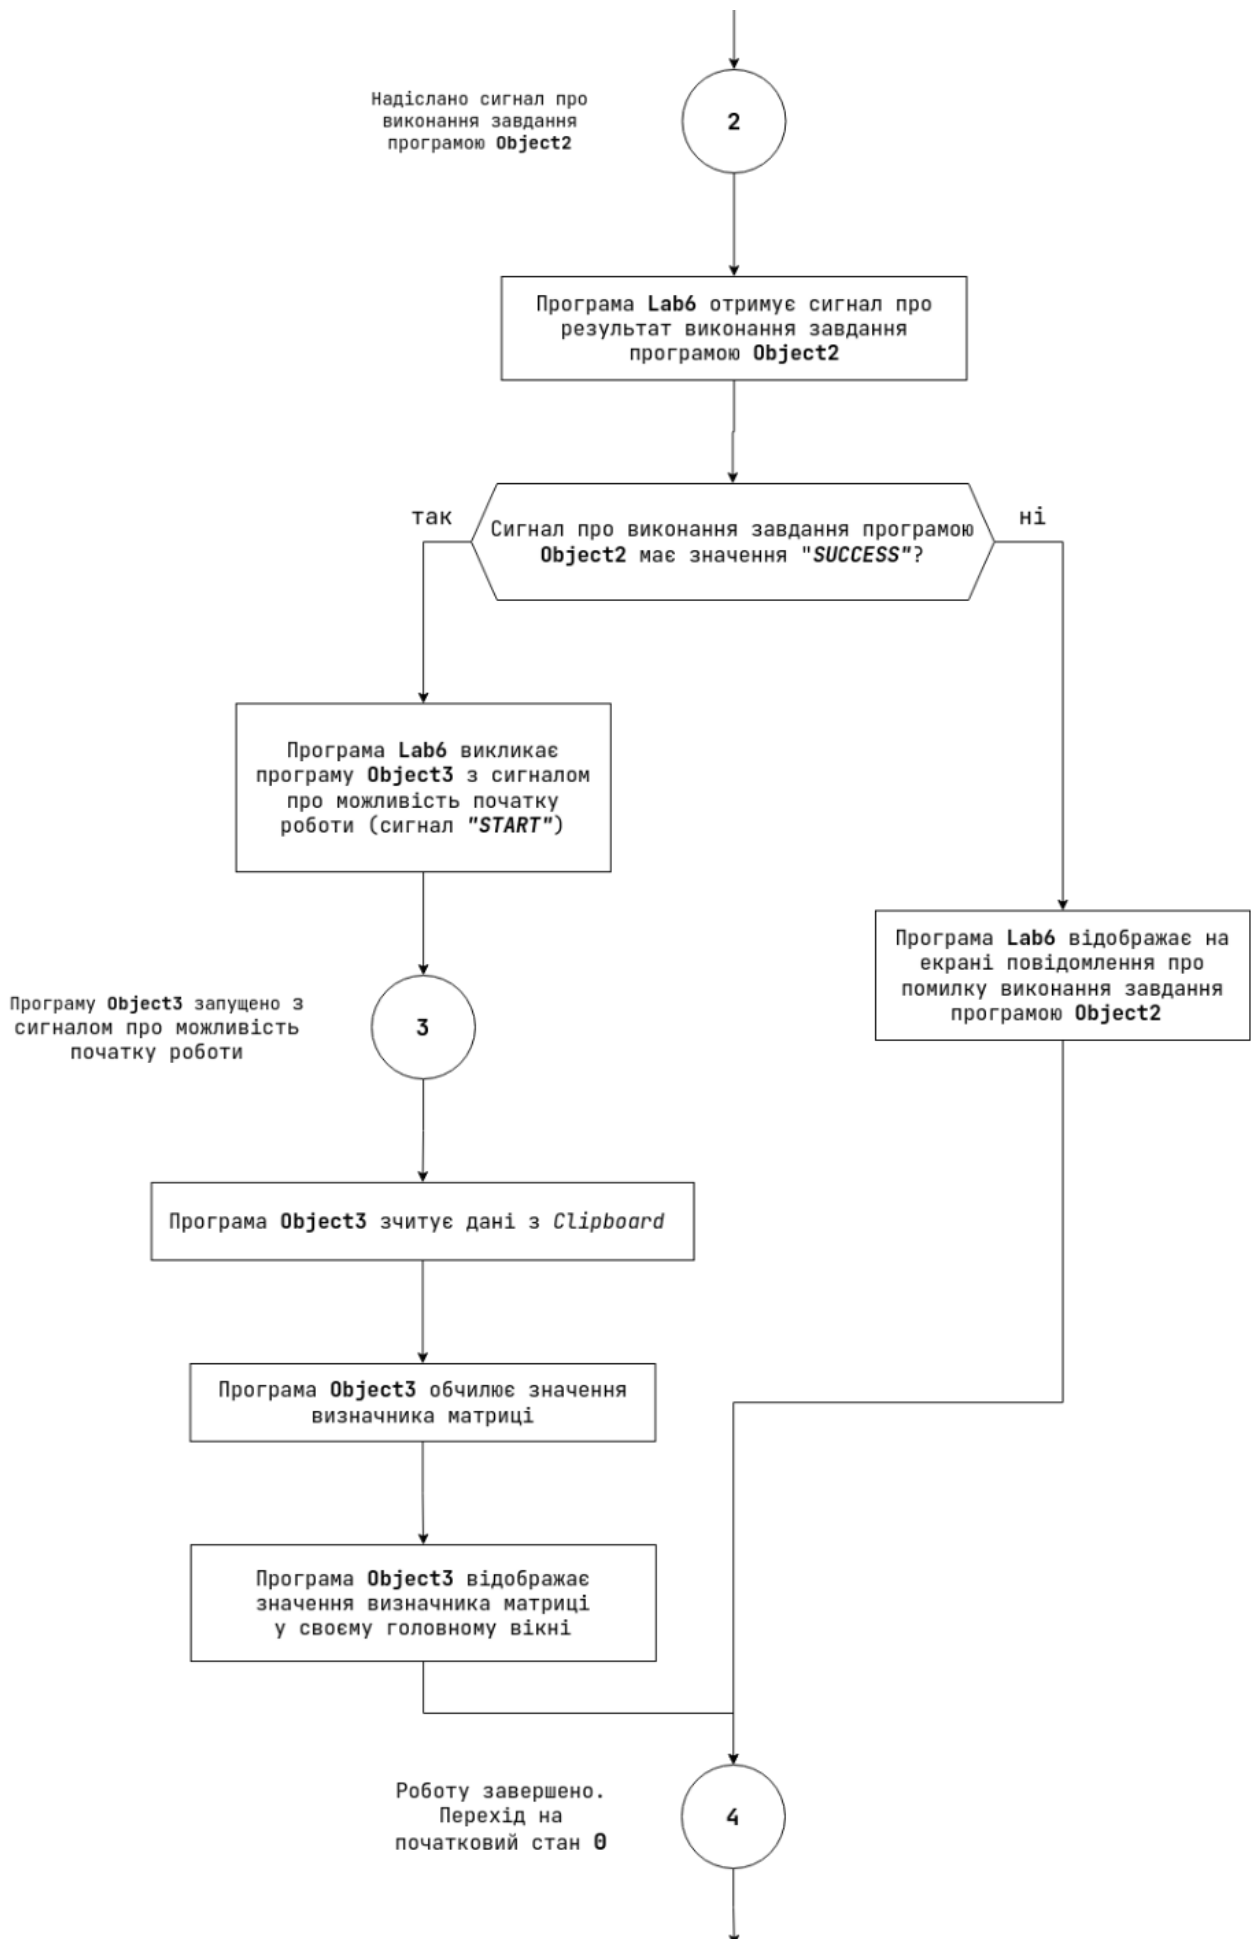 Надіслано сигнал про
виконання завдання
програмою Object2
2
Програма Lab6 отримує сигнал про
результат виконання завдання
програмою Object2
так
ні
Сигнал про виконання завдання програмою
Object2 має значення "SUCCESS"?
Програма Lab6 викликає
програму Object3 з сигналом
про можливість початку
роботи (сигнал "START")
Програма Lab6 відображає на
екрані повідомлення про
помилку виконання завдання
програмою Object2
Програму Object3 запущено з
сигналом про можливість
початку роботи
3
Програма Object3 зчитує дані з Clipboard
Програма Object3 обчилює значення
визначника матриці
Програма Object3 відображає
значення визначника матриці
у своєму головному вікні
Роботу завершено.
Перехід на
початковий стан 0
4